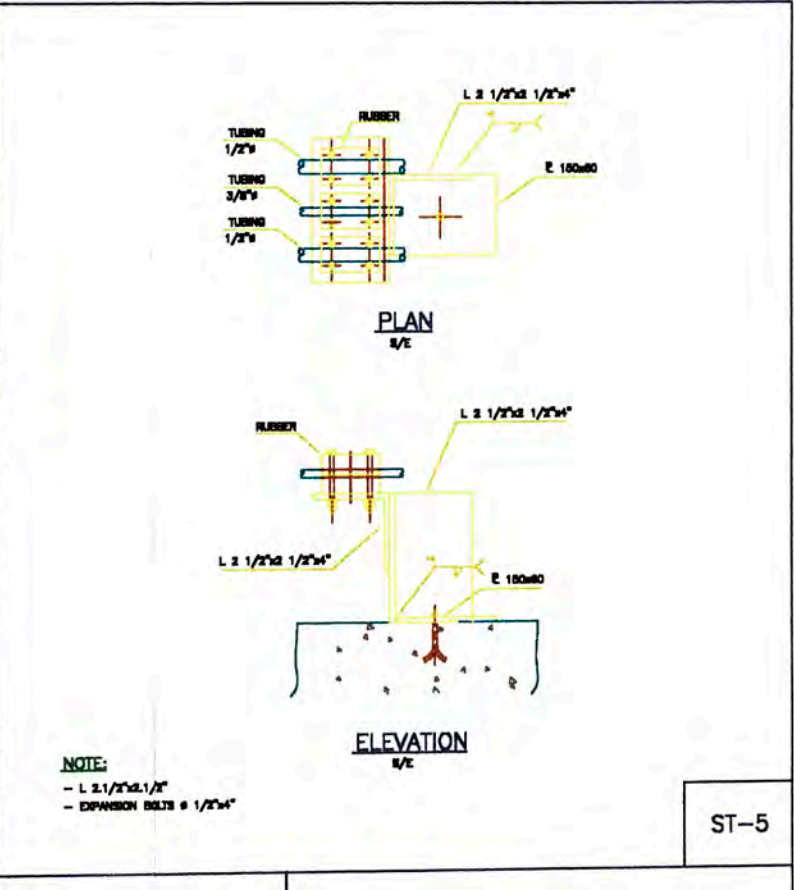 L 2 1/2"x2 1/2"x4"
RUBBER
TUBING
1/2"ø
TUBING
3/8"ø
TUBING
1/2"ø
PLAN
S/E
L 2 1/2"x2 1/2"x4"
RUBBER
L 2 1/2"x2 1/2"x4"
ELEVATION
S/E
NOTE:
- L 2.1/2"x2.1/2"
- EXPANSION BOLTS ø 1/2"x4"
ST-5